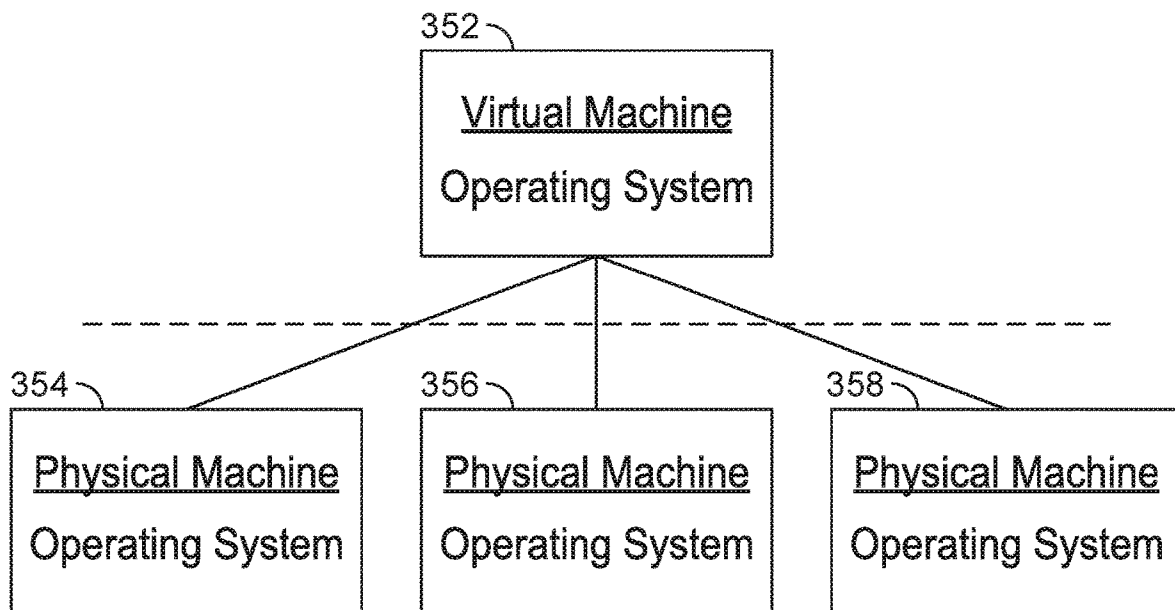 352
Virtual Machine
Operating System
354
356
358
Physical Machine
Operating System
Physical Machine
Operating System
Physical Machine
Operating System